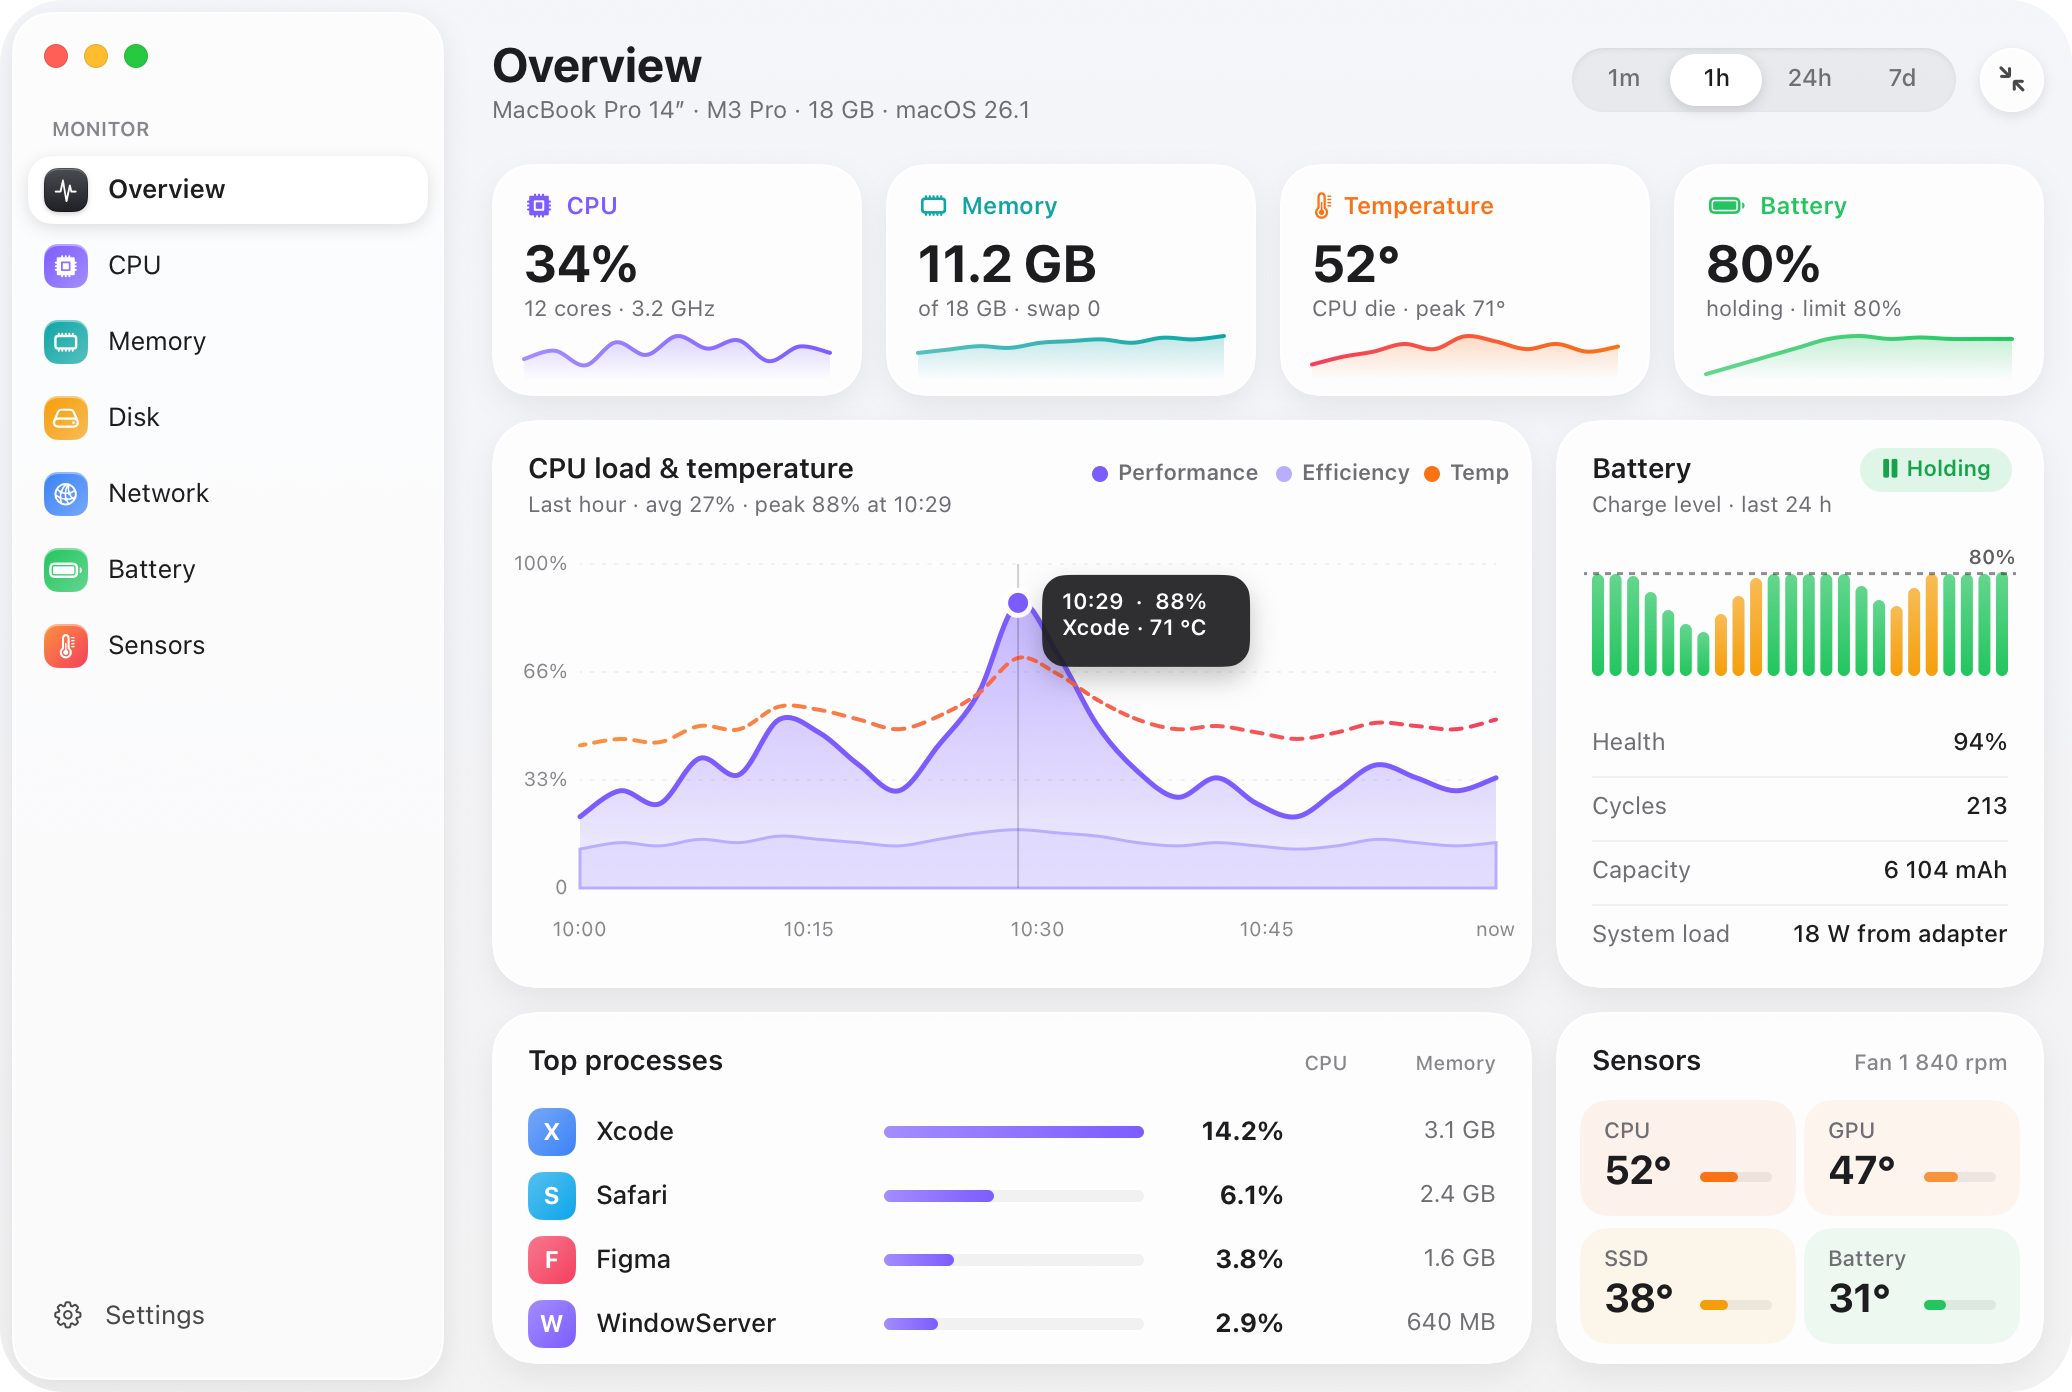 MONITOR
Overview
CPU
Memory
Disk
Network
Battery
Sensors
Settings
Overview
MacBook Pro 14″ · M3 Pro · 18 GB · macOS 26.1
1m 1h 24h 7d
CPU
34%
12 cores · 3.2 GHz
Memory
11.2 GB
of 18 GB · swap 0
Temperature
52°
CPU die · peak 71°
Battery
80%
holding · limit 80%
CPU load & temperature
Last hour · avg 27% · peak 88% at 10:29
Performance Efficiency Temp
100%
66%
33%
0
10:29 · 88%
Xcode · 71 °C
10:00 10:15 10:30 10:45 now
Battery
Charge level · last 24 h
Holding
80%
Health 94%
Cycles 213
Capacity 6 104 mAh
System load 18 W from adapter
Top processes CPU Memory
X Xcode 14.2% 3.1 GB
S Safari 6.1% 2.4 GB
F Figma 3.8% 1.6 GB
W WindowServer 2.9% 640 MB
Sensors Fan 1 840 rpm
CPU
52°
GPU
47°
SSD
38°
Battery
31°